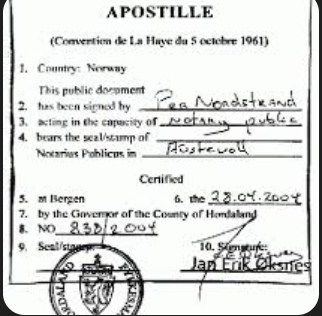 APOSTILLE
(Convention de La Haye du 5 octobre 1961)
1. Country: Norway
This public document
2. has been signed by Per Nordstrand
3. acting in the capacity of notary public
4. bears the seal/stamp of
Notarius Publicus in Austevoll
Certified
5. at Bergen 6. the 28.04.2004
7. by the Governor of the County of Hordaland
8. NO 838/2004
9. Seal/stamp: 10. Signature:
Jan Erik Øksnes
HORDALAND FYLKESMA